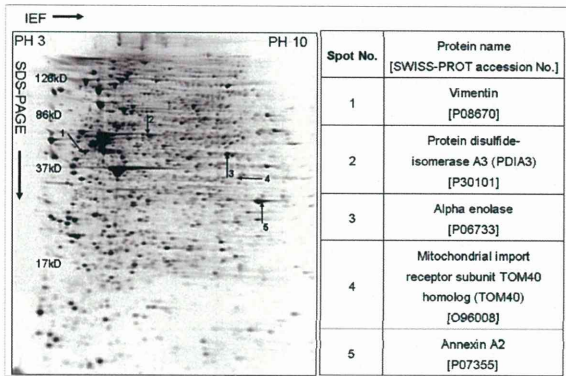 IEF
PH 3
PH 10
SDS-PAGE
120kD
86kD
37kD
17kD
1
2
3
4
5
Spot No.
Protein name
[SWISS-PROT accession No.]
1
Vimentin
[P08670]
2
Protein disulfide-
isomerase A3 (PDIA3)
[P30101]
3
Alpha enolase
[P06733]
4
Mitochondrial import
receptor subunit TOM40
homolog (TOM40)
[O96008]
5
Annexin A2
[P07355]